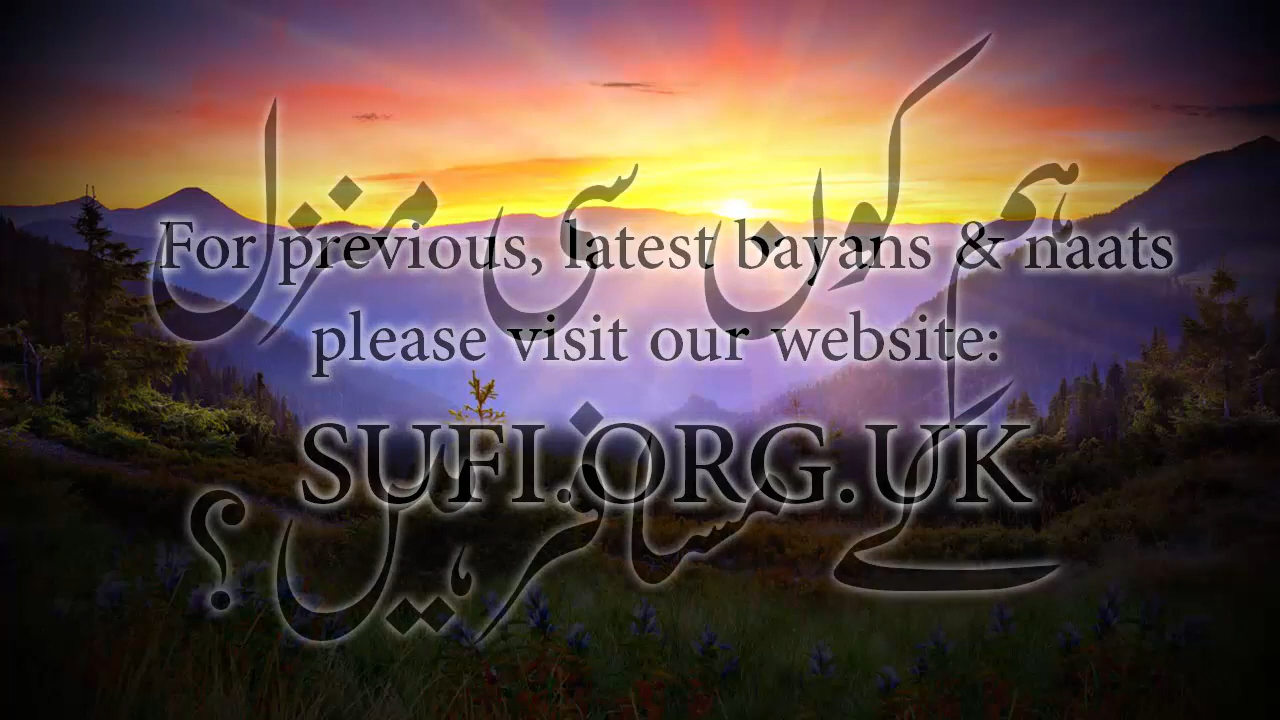 ہم کون سی منزل
For previous, latest bayans & naats
please visit our website:
SUFI.ORG.UK
کے مسافر ہیں؟